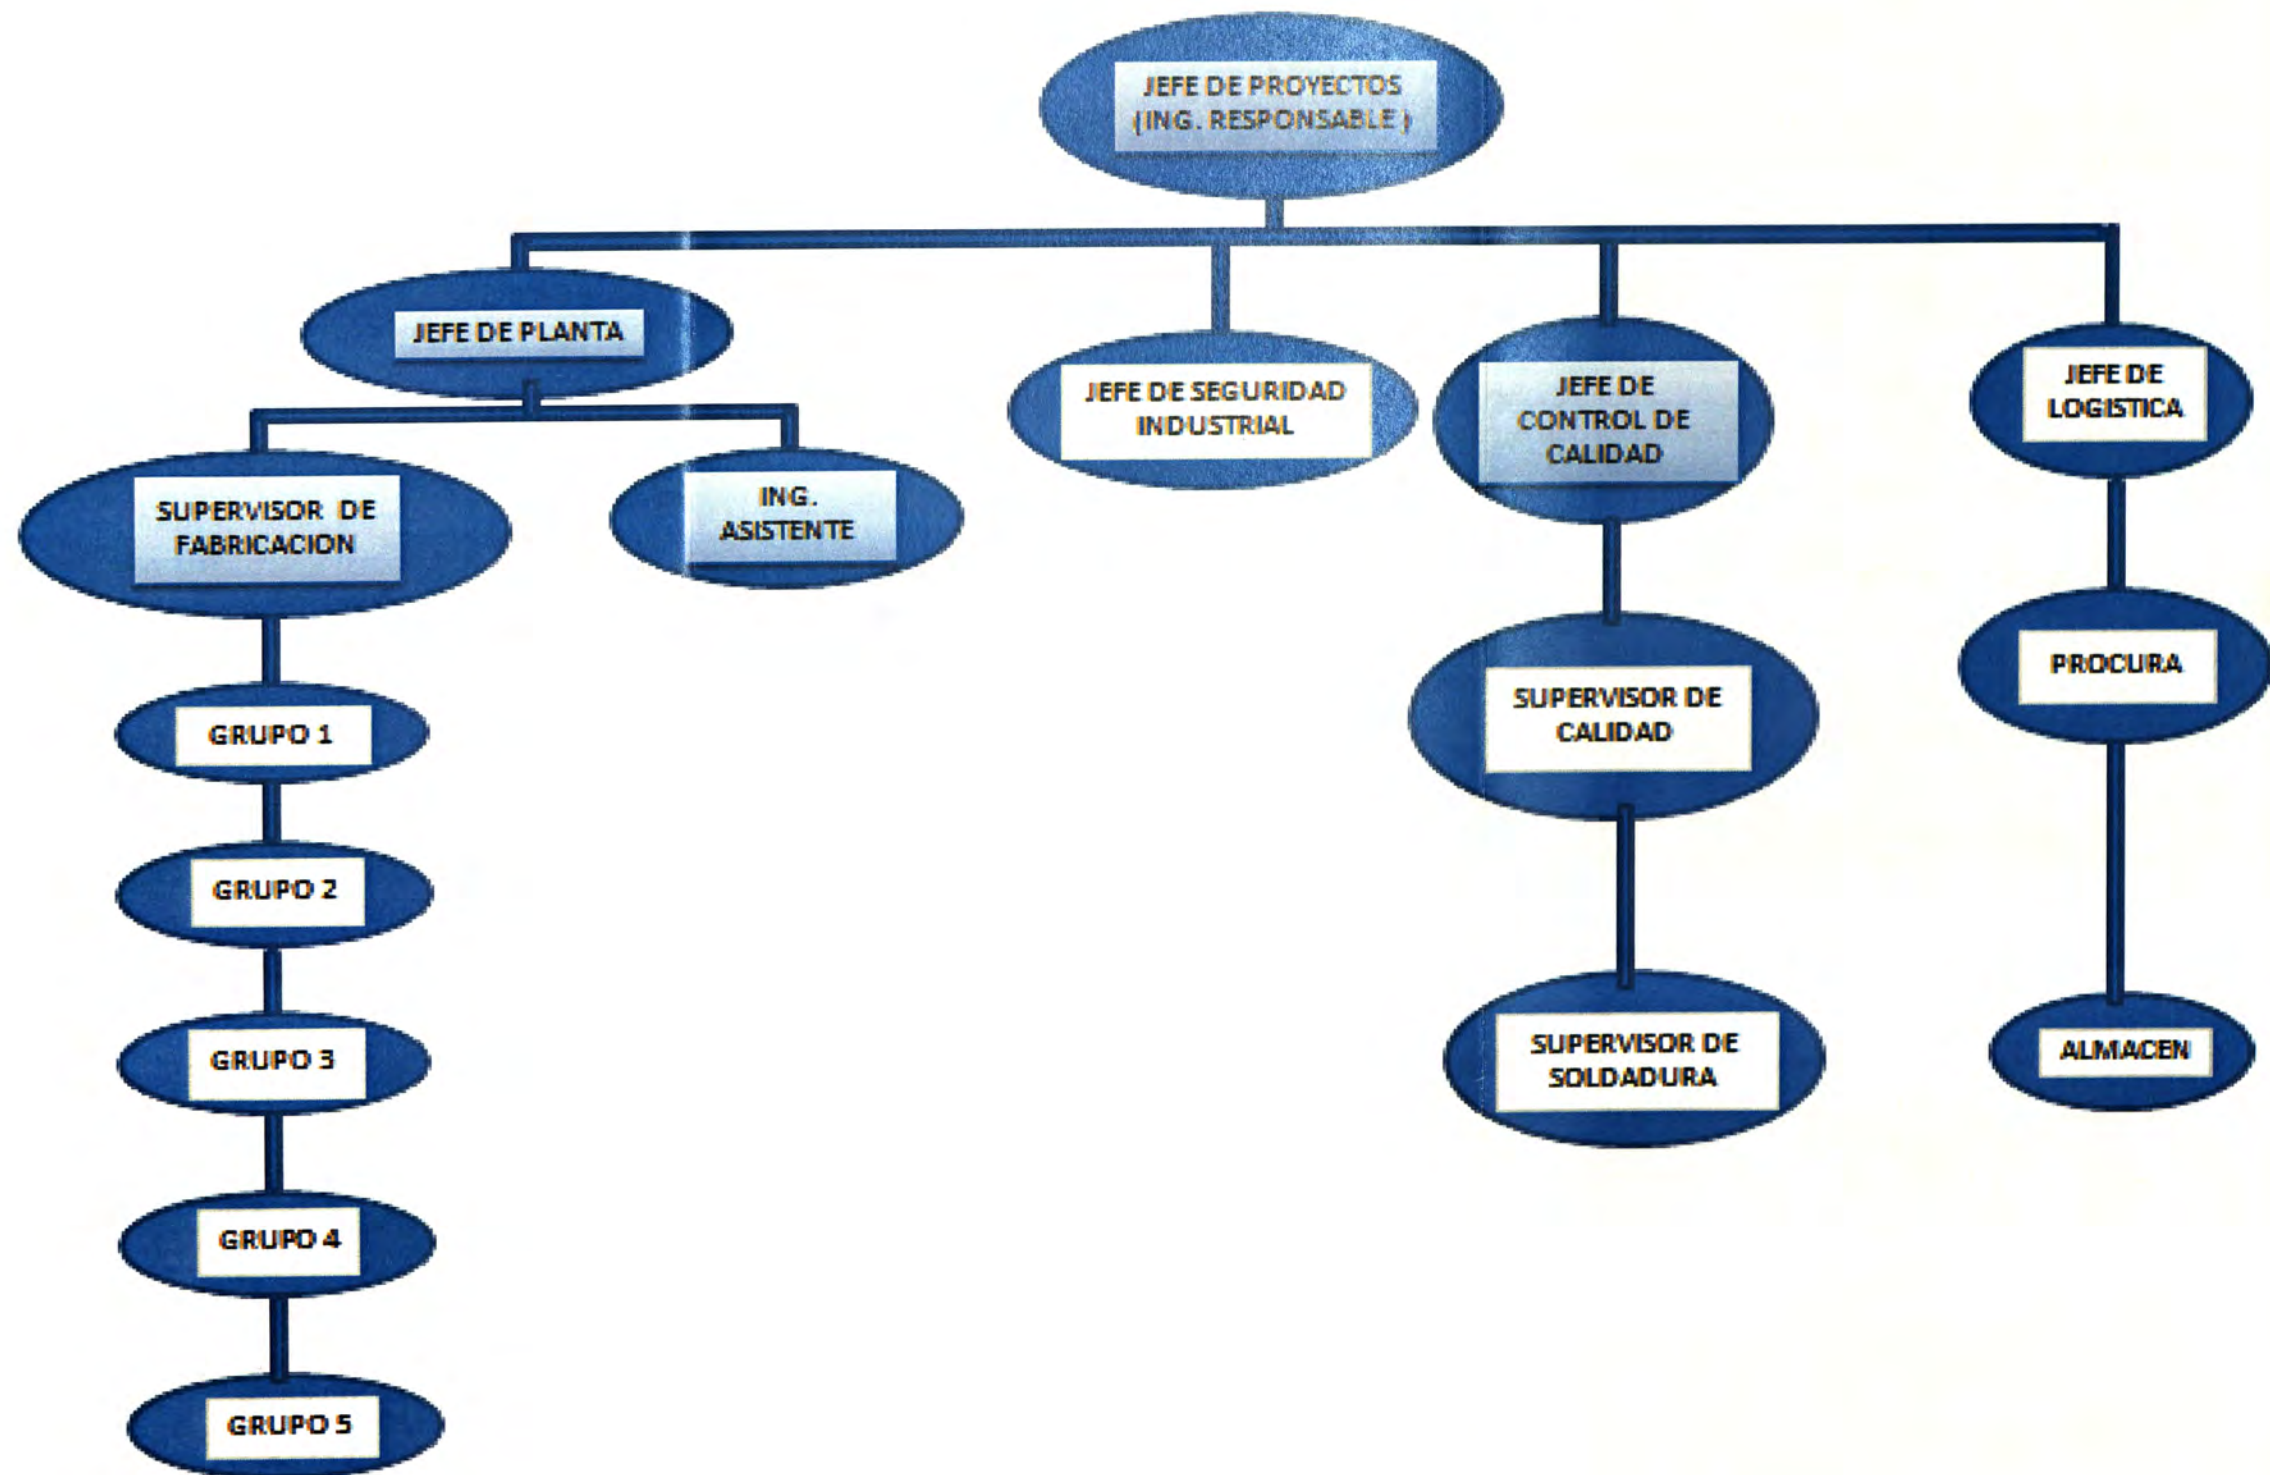 JEFE DE PROYECTOS
(ING. RESPONSABLE )
JEFE DE PLANTA
JEFE DE SEGURIDAD
INDUSTRIAL
JEFE DE
CONTROL DE
CALIDAD
JEFE DE
LOGISTICA
SUPERVISOR DE
FABRICACION
ING.
ASISTENTE
SUPERVISOR DE
CALIDAD
PROCURA
GRUPO 1
GRUPO 2
GRUPO 3
SUPERVISOR DE
SOLDADURA
ALMACEN
GRUPO 4
GRUPO 5